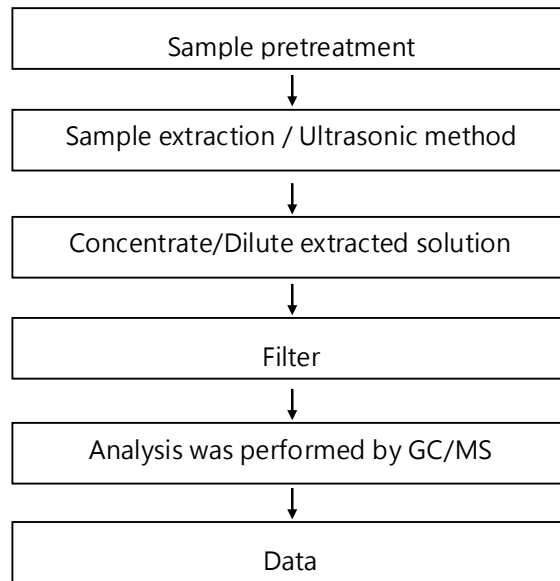 Sample pretreatment
Sample extraction / Ultrasonic method
Concentrate/Dilute extracted solution
Filter
Analysis was performed by GC/MS
Data